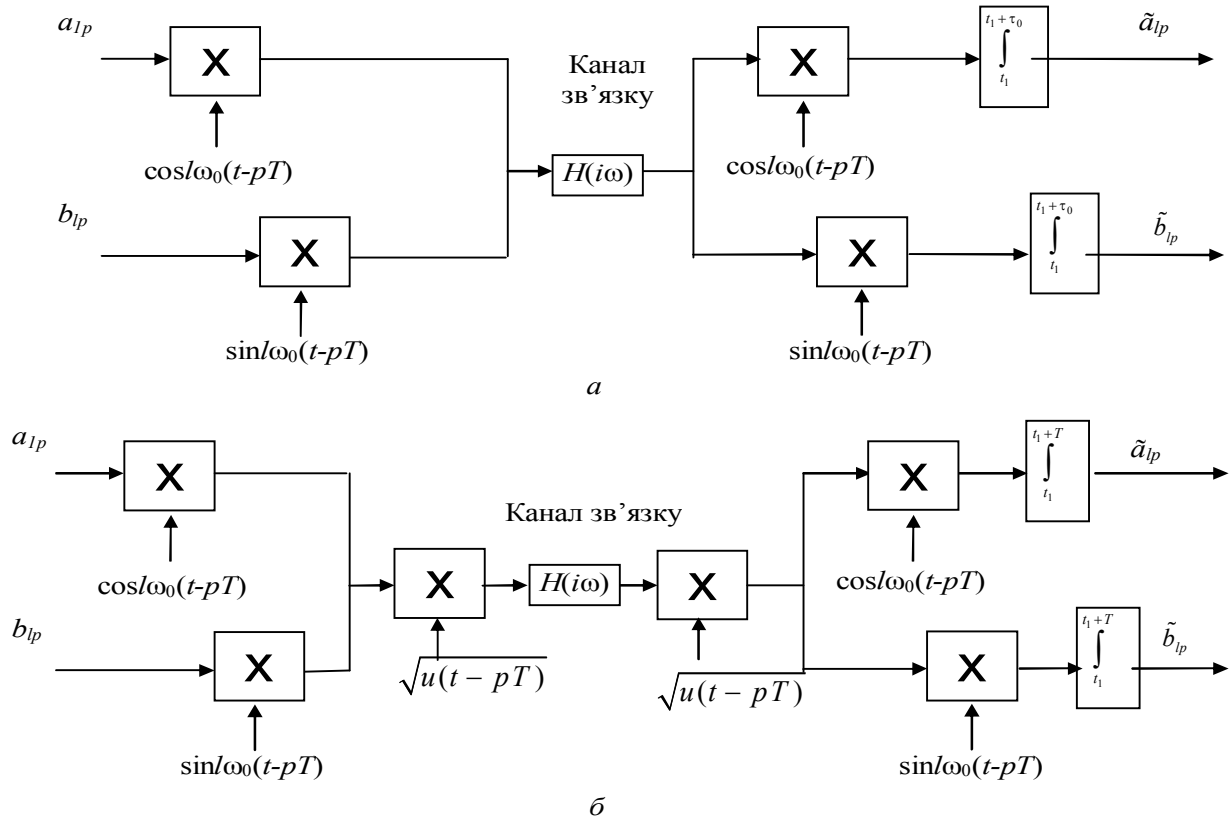 a₁ₚ
X
X
t₁ + τ₀
∫
t₁
ãₗₚ
Канал
зв’язку
cos lω₀(t-pT)
H(iω)
cos lω₀(t-pT)
bₗₚ
X
X
t₁ + τ₀
∫
t₁
b̃ₗₚ
sin lω₀(t-pT)
sin lω₀(t-pT)
а
a₁ₚ
X
X
t₁ + T
∫
t₁
ãₗₚ
Канал зв’язку
cos lω₀(t-pT)
X
H(iω)
X
cos lω₀(t-pT)
bₗₚ
X
√u(t − pT)
√u(t − pT)
X
t₁ + T
∫
t₁
b̃ₗₚ
sin lω₀(t-pT)
sin lω₀(t-pT)
б